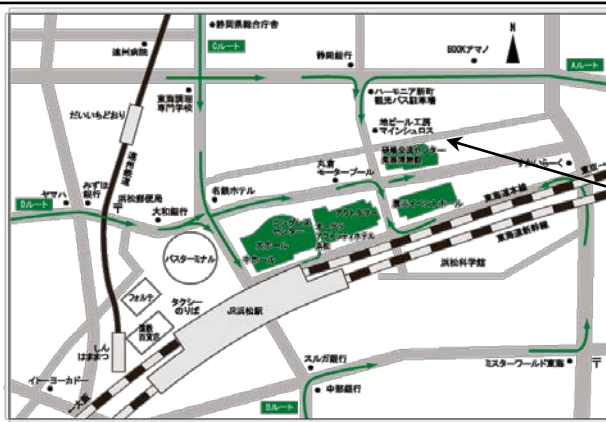 静岡県総合庁舎
Cルート
遠州病院
静岡銀行
BOOKアマノ
N
Aルート
東海調理
専門学校
ハーモニア新町
観光バス駐車場
だいいちどおり
地ビール工房
マインシュロス
遠州鉄道
研修交流センター
楽器博物館
すかいらーく
丸倉
モータープール
東京→
みずほ
銀行
ヤマハ
浜松郵便局
名鉄ホテル
Dルート
大和銀行
アクトタワー
展示イベントホール
東海道本線
コングレス
センター
オークラ
アクトシティホテル
浜松
大ホール
東海道新幹線
バスターミナル
中ホール
浜松科学館
フォルテ
タクシー
のりば
JR浜松駅
遠鉄
百貨店
しん
はままつ
スルガ銀行
ミスターワールド東海
〒
イトーヨーカドー
中部銀行
←大阪
Bルート